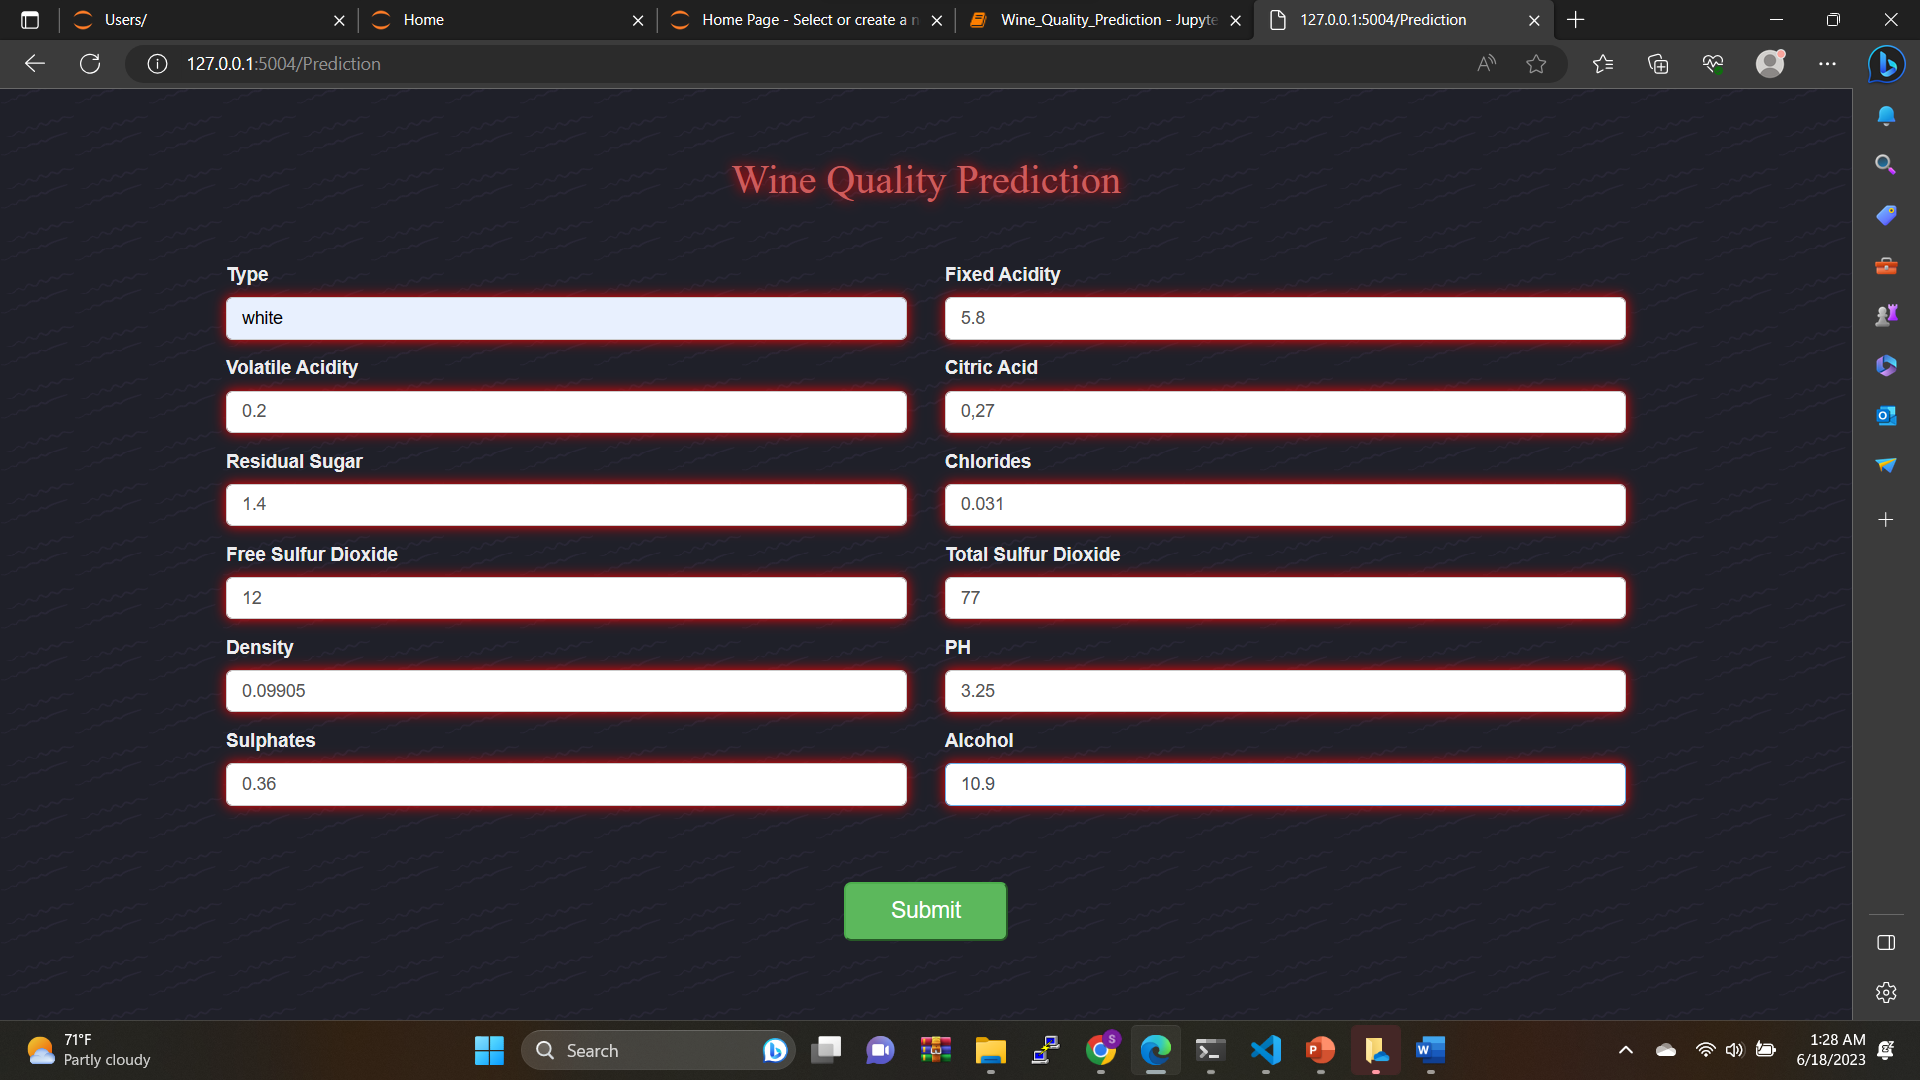 Users/
Home
Home Page - Select or create a n
Wine_Quality_Prediction - Jupyte
127.0.0.1:5004/Prediction
127.0.0.1:5004/Prediction
Wine Quality Prediction
Type
Fixed Acidity
white
5.8
Volatile Acidity
Citric Acid
0.2
0,27
Residual Sugar
Chlorides
1.4
0.031
Free Sulfur Dioxide
Total Sulfur Dioxide
12
77
Density
PH
0.09905
3.25
Sulphates
Alcohol
0.36
10.9
Submit
71°F
Partly cloudy
Search
S
1:28 AM
6/18/2023